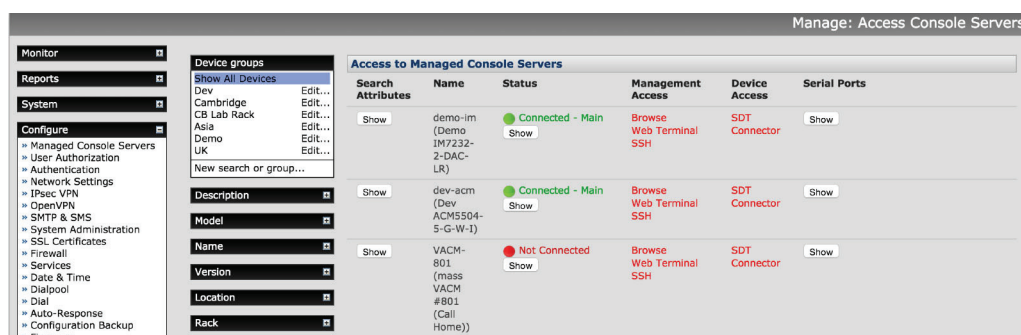 Manage: Access Console Servers
Monitor
Reports
System
Configure
» Managed Console Servers
» User Authorization
» Authentication
» Network Settings
» IPsec VPN
» OpenVPN
» SMTP & SMS
» System Administration
» SSL Certificates
» Firewall
» Services
» Date & Time
» Dialpool
» Dial
» Auto-Response
» Configuration Backup
Device groups
Show All Devices
Dev Edit...
Cambridge Edit...
CB Lab Rack Edit...
Asia Edit...
Demo Edit...
UK Edit...
New search or group...
Description
Model
Name
Version
Location
Rack
Access to Managed Console Servers
Search Attributes
Name
Status
Management Access
Device Access
Serial Ports
Show
demo-im
(Demo
IM7232-
2-DAC-
LR)
Connected - Main
Show
Browse
Web Terminal
SSH
SDT
Connector
Show
Show
dev-acm
(Dev
ACM5504-
5-G-W-I)
Connected - Main
Show
Browse
Web Terminal
SSH
SDT
Connector
Show
Show
VACM-
801
(mass
VACM
#801
(Call
Home))
Not Connected
Show
Browse
Web Terminal
SSH
SDT
Connector
Show